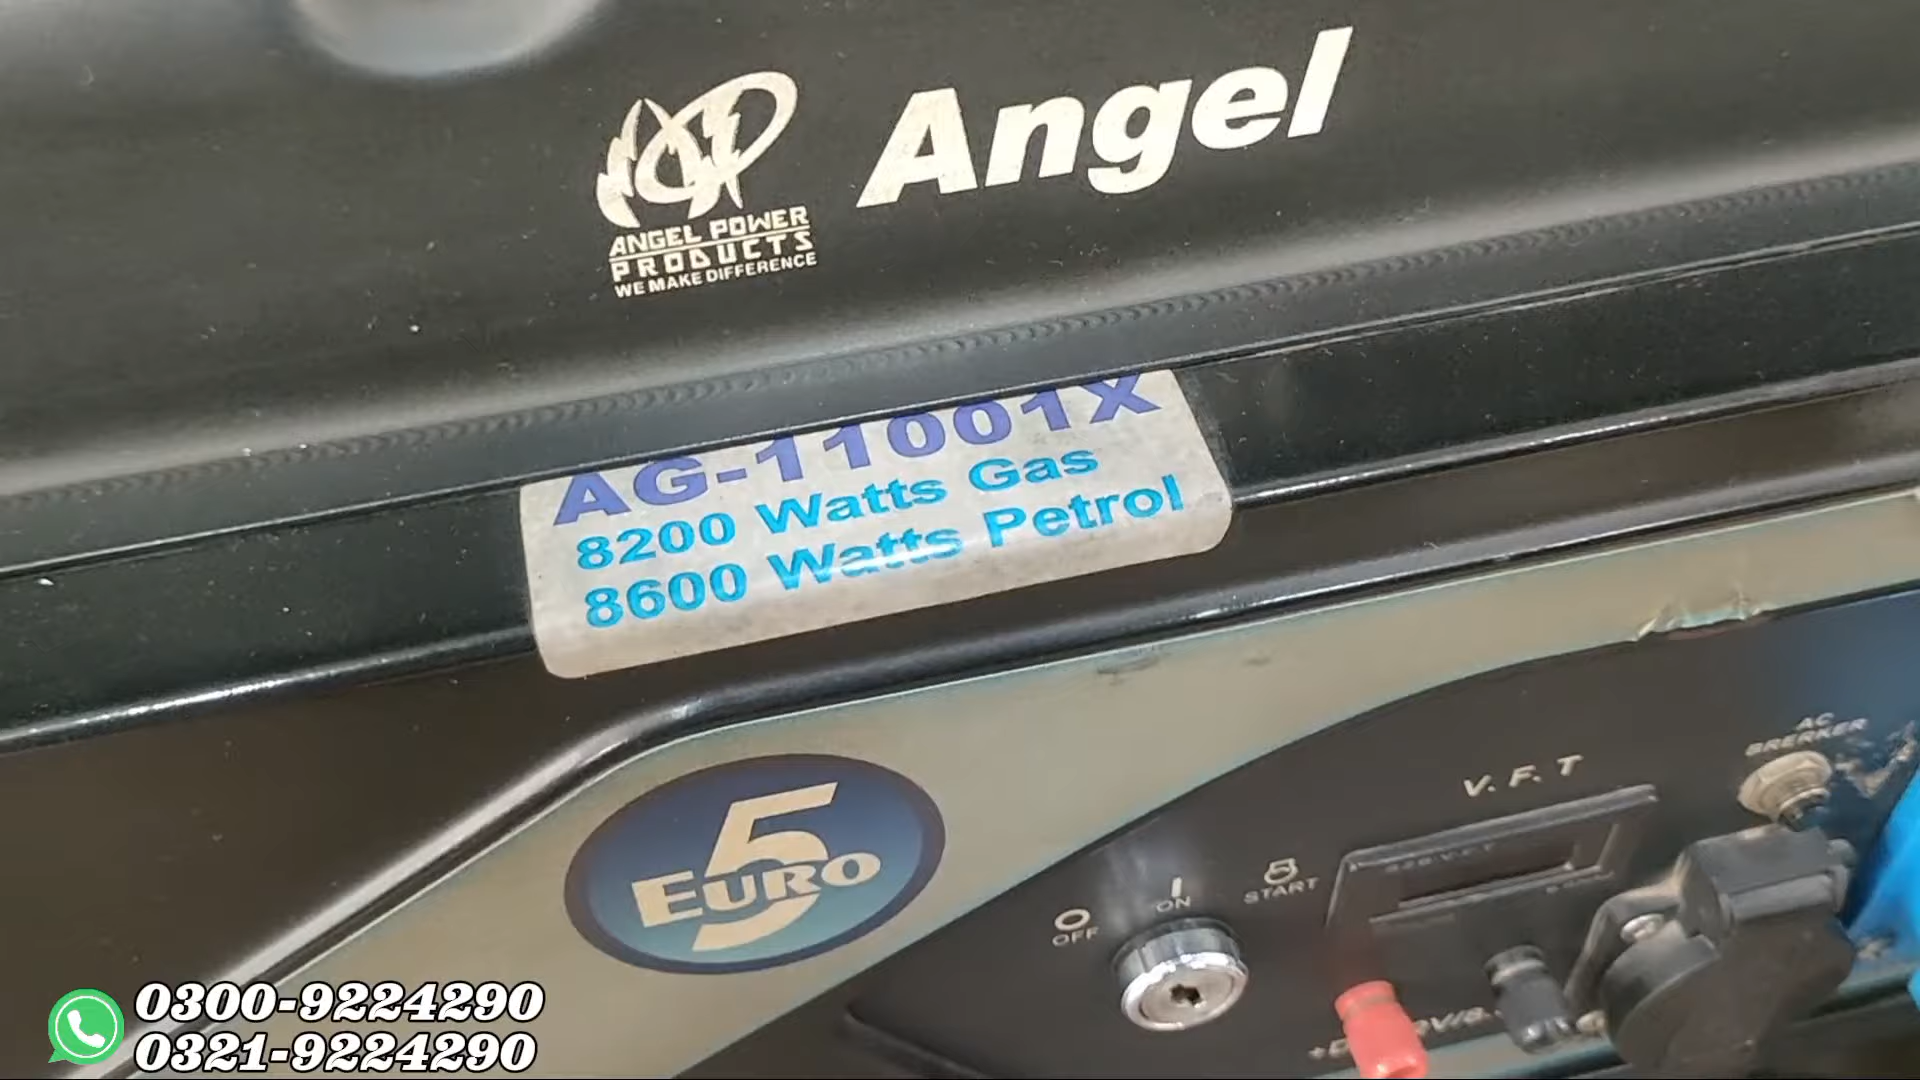 Angel
ANGEL POWER
PRODUCTS
WE MAKE DIFFERENCE
AG-11001X
8200 Watts Gas
8600 Watts Petrol
5
EURO
AC
BRERKER
V. F. T
START
ON
OFF
0300-9224290
0321-9224290